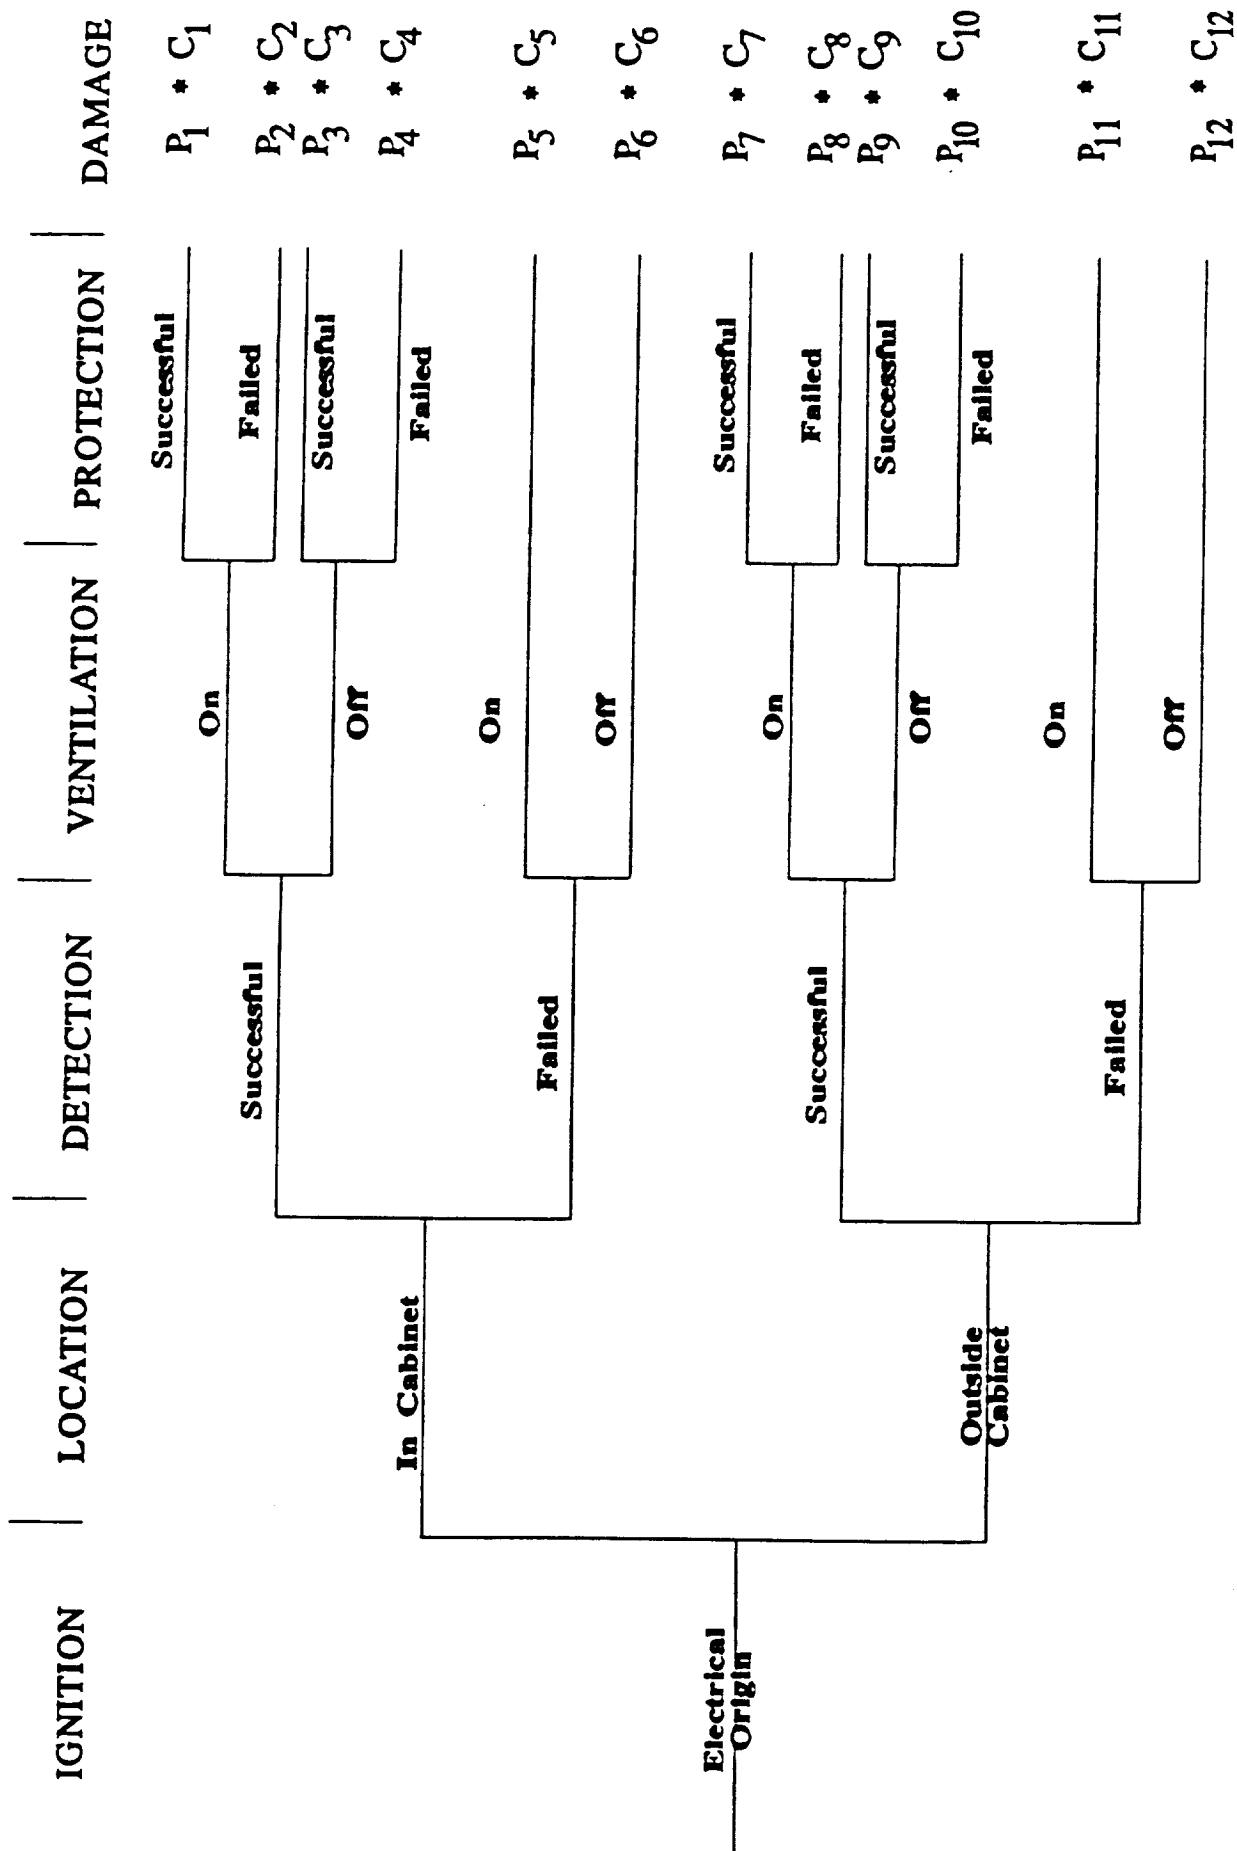 IGNITION
LOCATION
DETECTION
VENTILATION
PROTECTION
DAMAGE
Successful
P1 * C1
On
Failed
P2 * C2
Successful
Successful
P3 * C3
Off
Failed
P4 * C4
In Cabinet
On
P5 * C5
Failed
Off
P6 * C6
Electrical
Origin
Successful
P7 * C7
On
Failed
P8 * C8
Successful
Successful
P9 * C9
Off
Failed
P10 * C10
Outside
Cabinet
On
P11 * C11
Failed
Off
P12 * C12